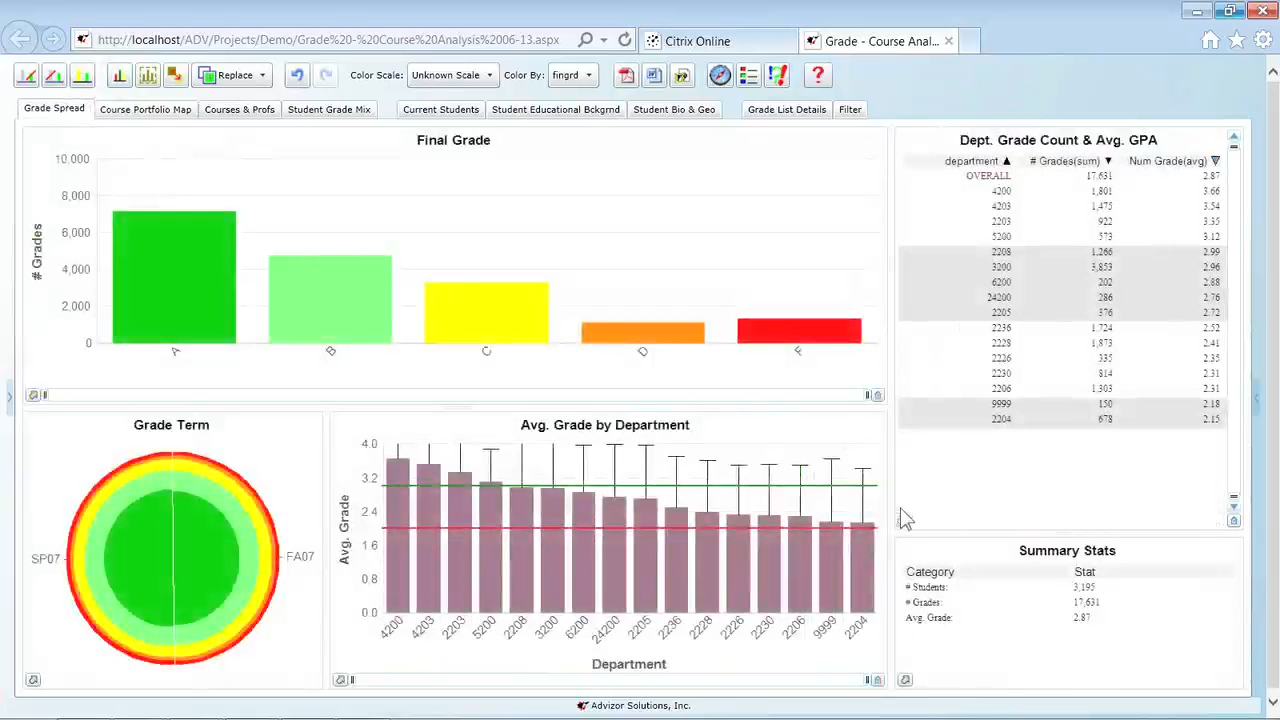 http://localhost/ADV/Projects/Demo/Grade%20-%20Course%20Analysis%2006-13.aspx
Citrix Online
Grade - Course Anal...
Replace
Color Scale: Unknown Scale
Color By: fingrd
Grade Spread
Course Portfolio Map
Courses & Profs
Student Grade Mix
Current Students
Student Educational Bckgrnd
Student Bio & Geo
Grade List Details
Filter
Final Grade
# Grades
10,000
8,000
6,000
4,000
2,000
0
A
B
C
D
F
Dept. Grade Count & Avg. GPA
department # Grades(sum) Num Grade(avg)
OVERALL 17,631 2.87
4200 1,801 3.66
4203 1,475 3.54
2203 922 3.35
5200 573 3.12
2208 1,266 2.99
3200 3,853 2.96
6200 202 2.88
24200 286 2.76
2205 376 2.72
2236 1,724 2.52
2228 1,873 2.41
2226 335 2.35
2230 814 2.31
2206 1,303 2.31
9999 150 2.18
2204 678 2.15
Grade Term
SP07
FA07
Avg. Grade by Department
Avg. Grade
4.0
3.2
2.4
1.6
0.8
0.0
4200
4203
2203
5200
2208
3200
6200
24200
2205
2236
2228
2226
2230
2206
9999
2204
Department
Summary Stats
Category Stat
# Students: 3,195
# Grades: 17,631
Avg. Grade: 2.87
Advizor Solutions, Inc.